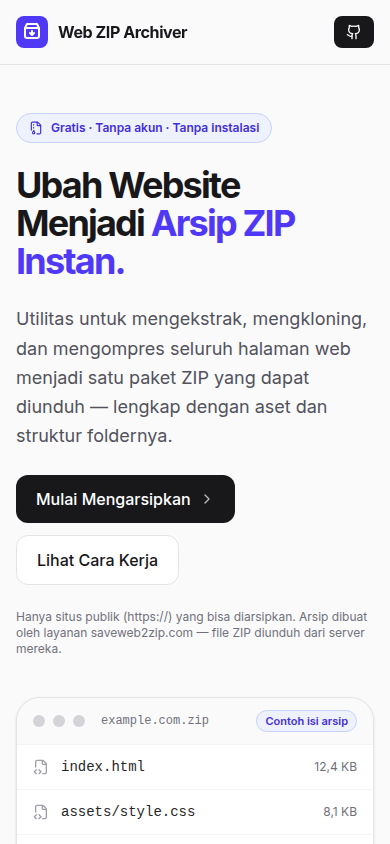 Web ZIP Archiver
Gratis · Tanpa akun · Tanpa instalasi
Ubah Website
Menjadi Arsip ZIP
Instan.
Utilitas untuk mengekstrak, mengkloning,
dan mengompres seluruh halaman web
menjadi satu paket ZIP yang dapat
diunduh — lengkap dengan aset dan
struktur foldernya.
Mulai Mengarsipkan
Lihat Cara Kerja
Hanya situs publik (https://) yang bisa diarsipkan. Arsip dibuat
oleh layanan saveweb2zip.com — file ZIP diunduh dari server
mereka.
example.com.zip Contoh isi arsip
index.html 12,4 KB
assets/style.css 8,1 KB